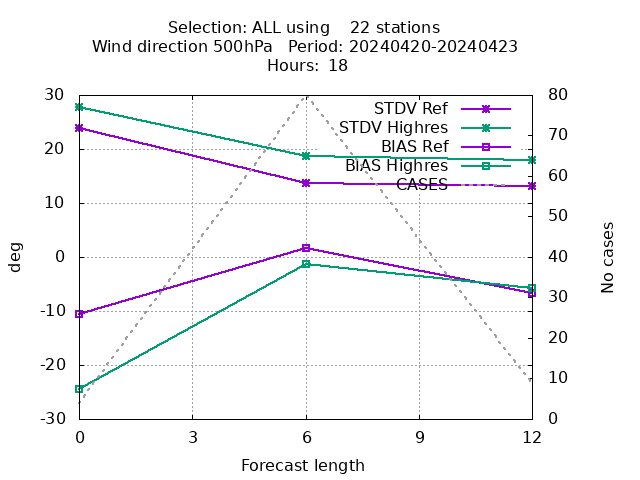 Selection: ALL using 22 stations
Wind direction 500hPa Period: 20240420-20240423
Hours: 18
30 80
STDV Ref
STDV Highres
BIAS Ref
BIAS Highres
CASES
70
20
60
10
50
deg
0 40
No cases
-10
30
20
-20
10
-30 0
0 3 6 9 12
Forecast length